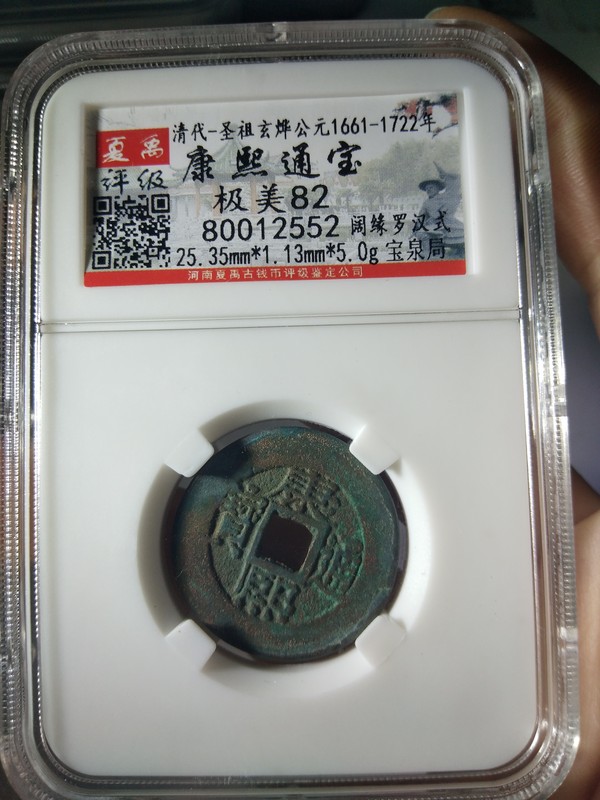 夏禹
评级
清代-圣祖玄烨公元1661-1722年
康熙通宝
极美82
80012552 阔缘罗汉式
25.35mm*1.13mm*5.0g 宝泉局
河南夏禹古钱币评级鉴定公司
康熙通寶